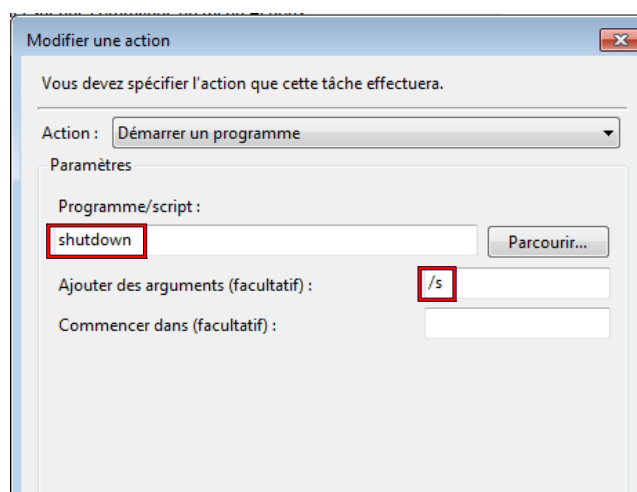 Modifier une action
Vous devez spécifier l'action que cette tâche effectuera.
Action : Démarrer un programme
Paramètres
Programme/script :
shutdown Parcourir...
Ajouter des arguments (facultatif) : /s
Commencer dans (facultatif) :